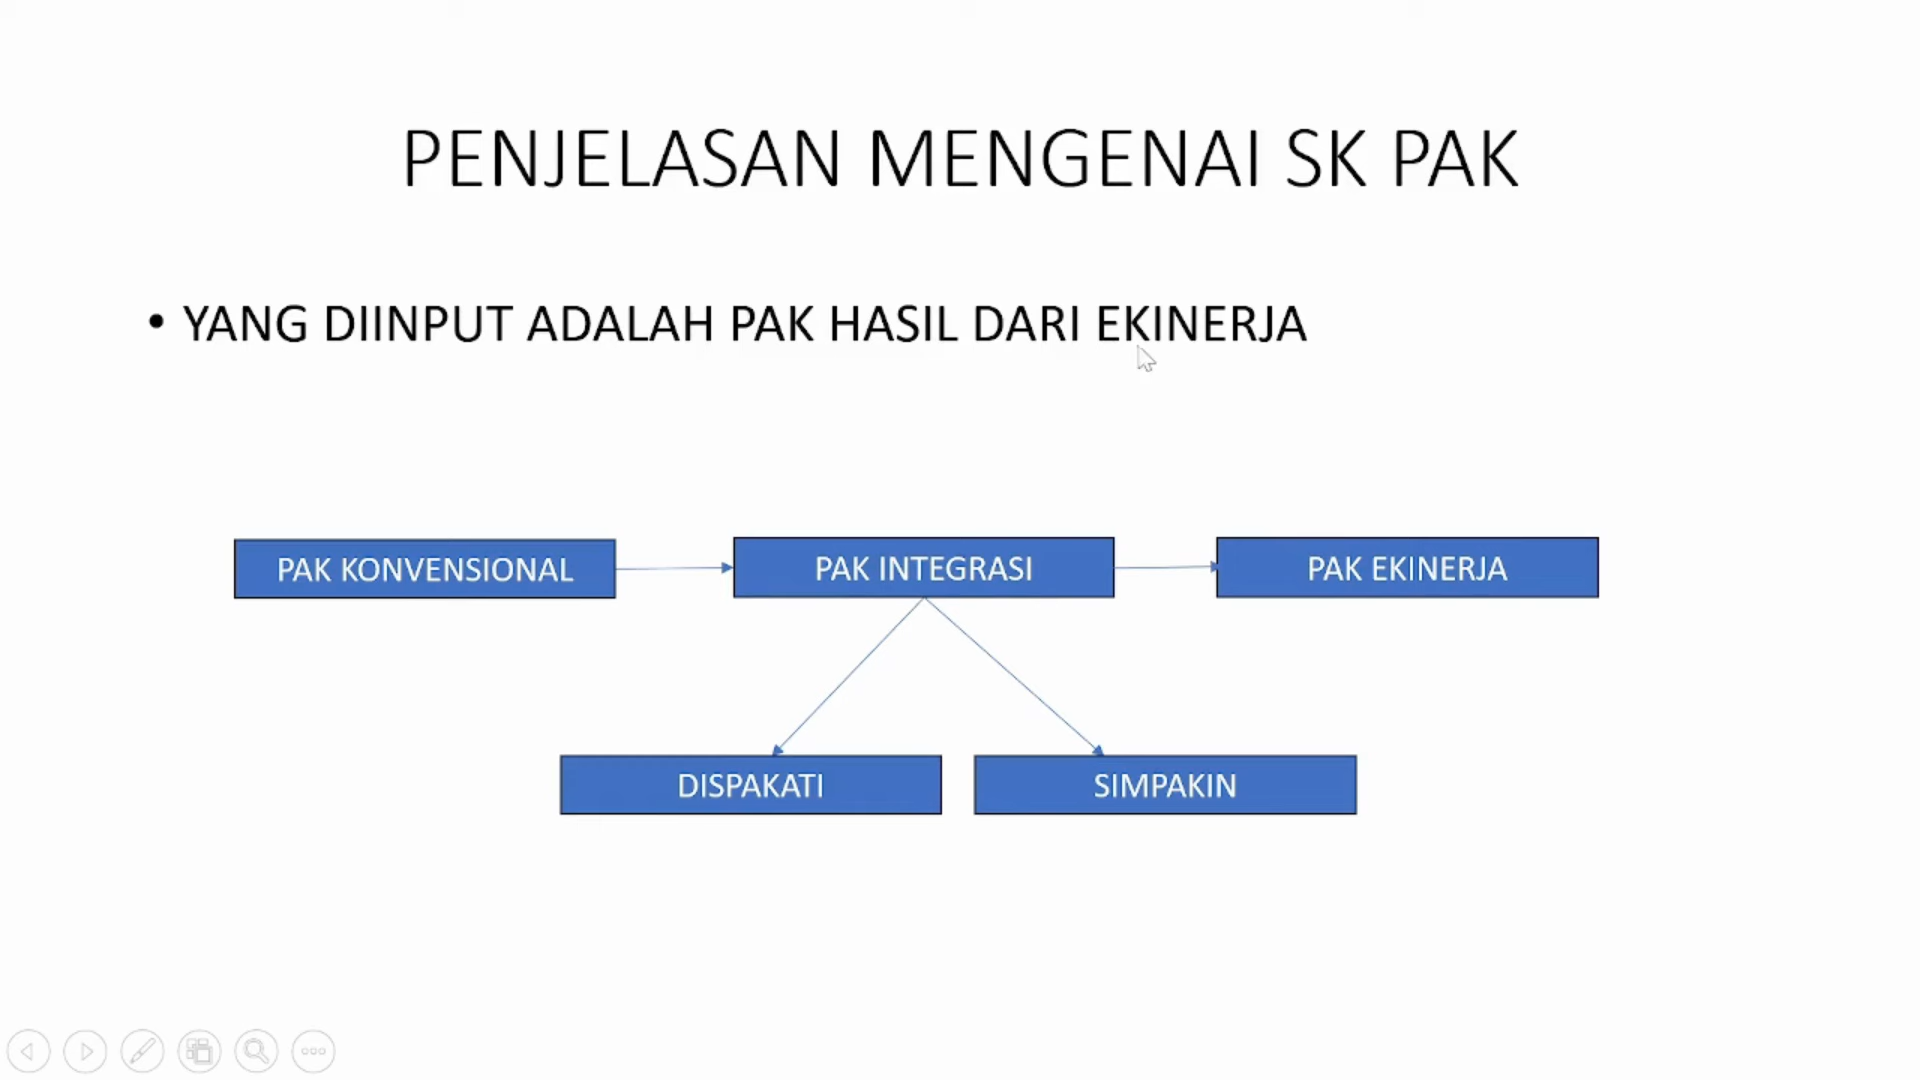 PENJELASAN MENGENAI SK PAK
• YANG DIINPUT ADALAH PAK HASIL DARI EKINERJA
PAK KONVENSIONAL
PAK INTEGRASI
PAK EKINERJA
DISPAKATI
SIMPAKIN